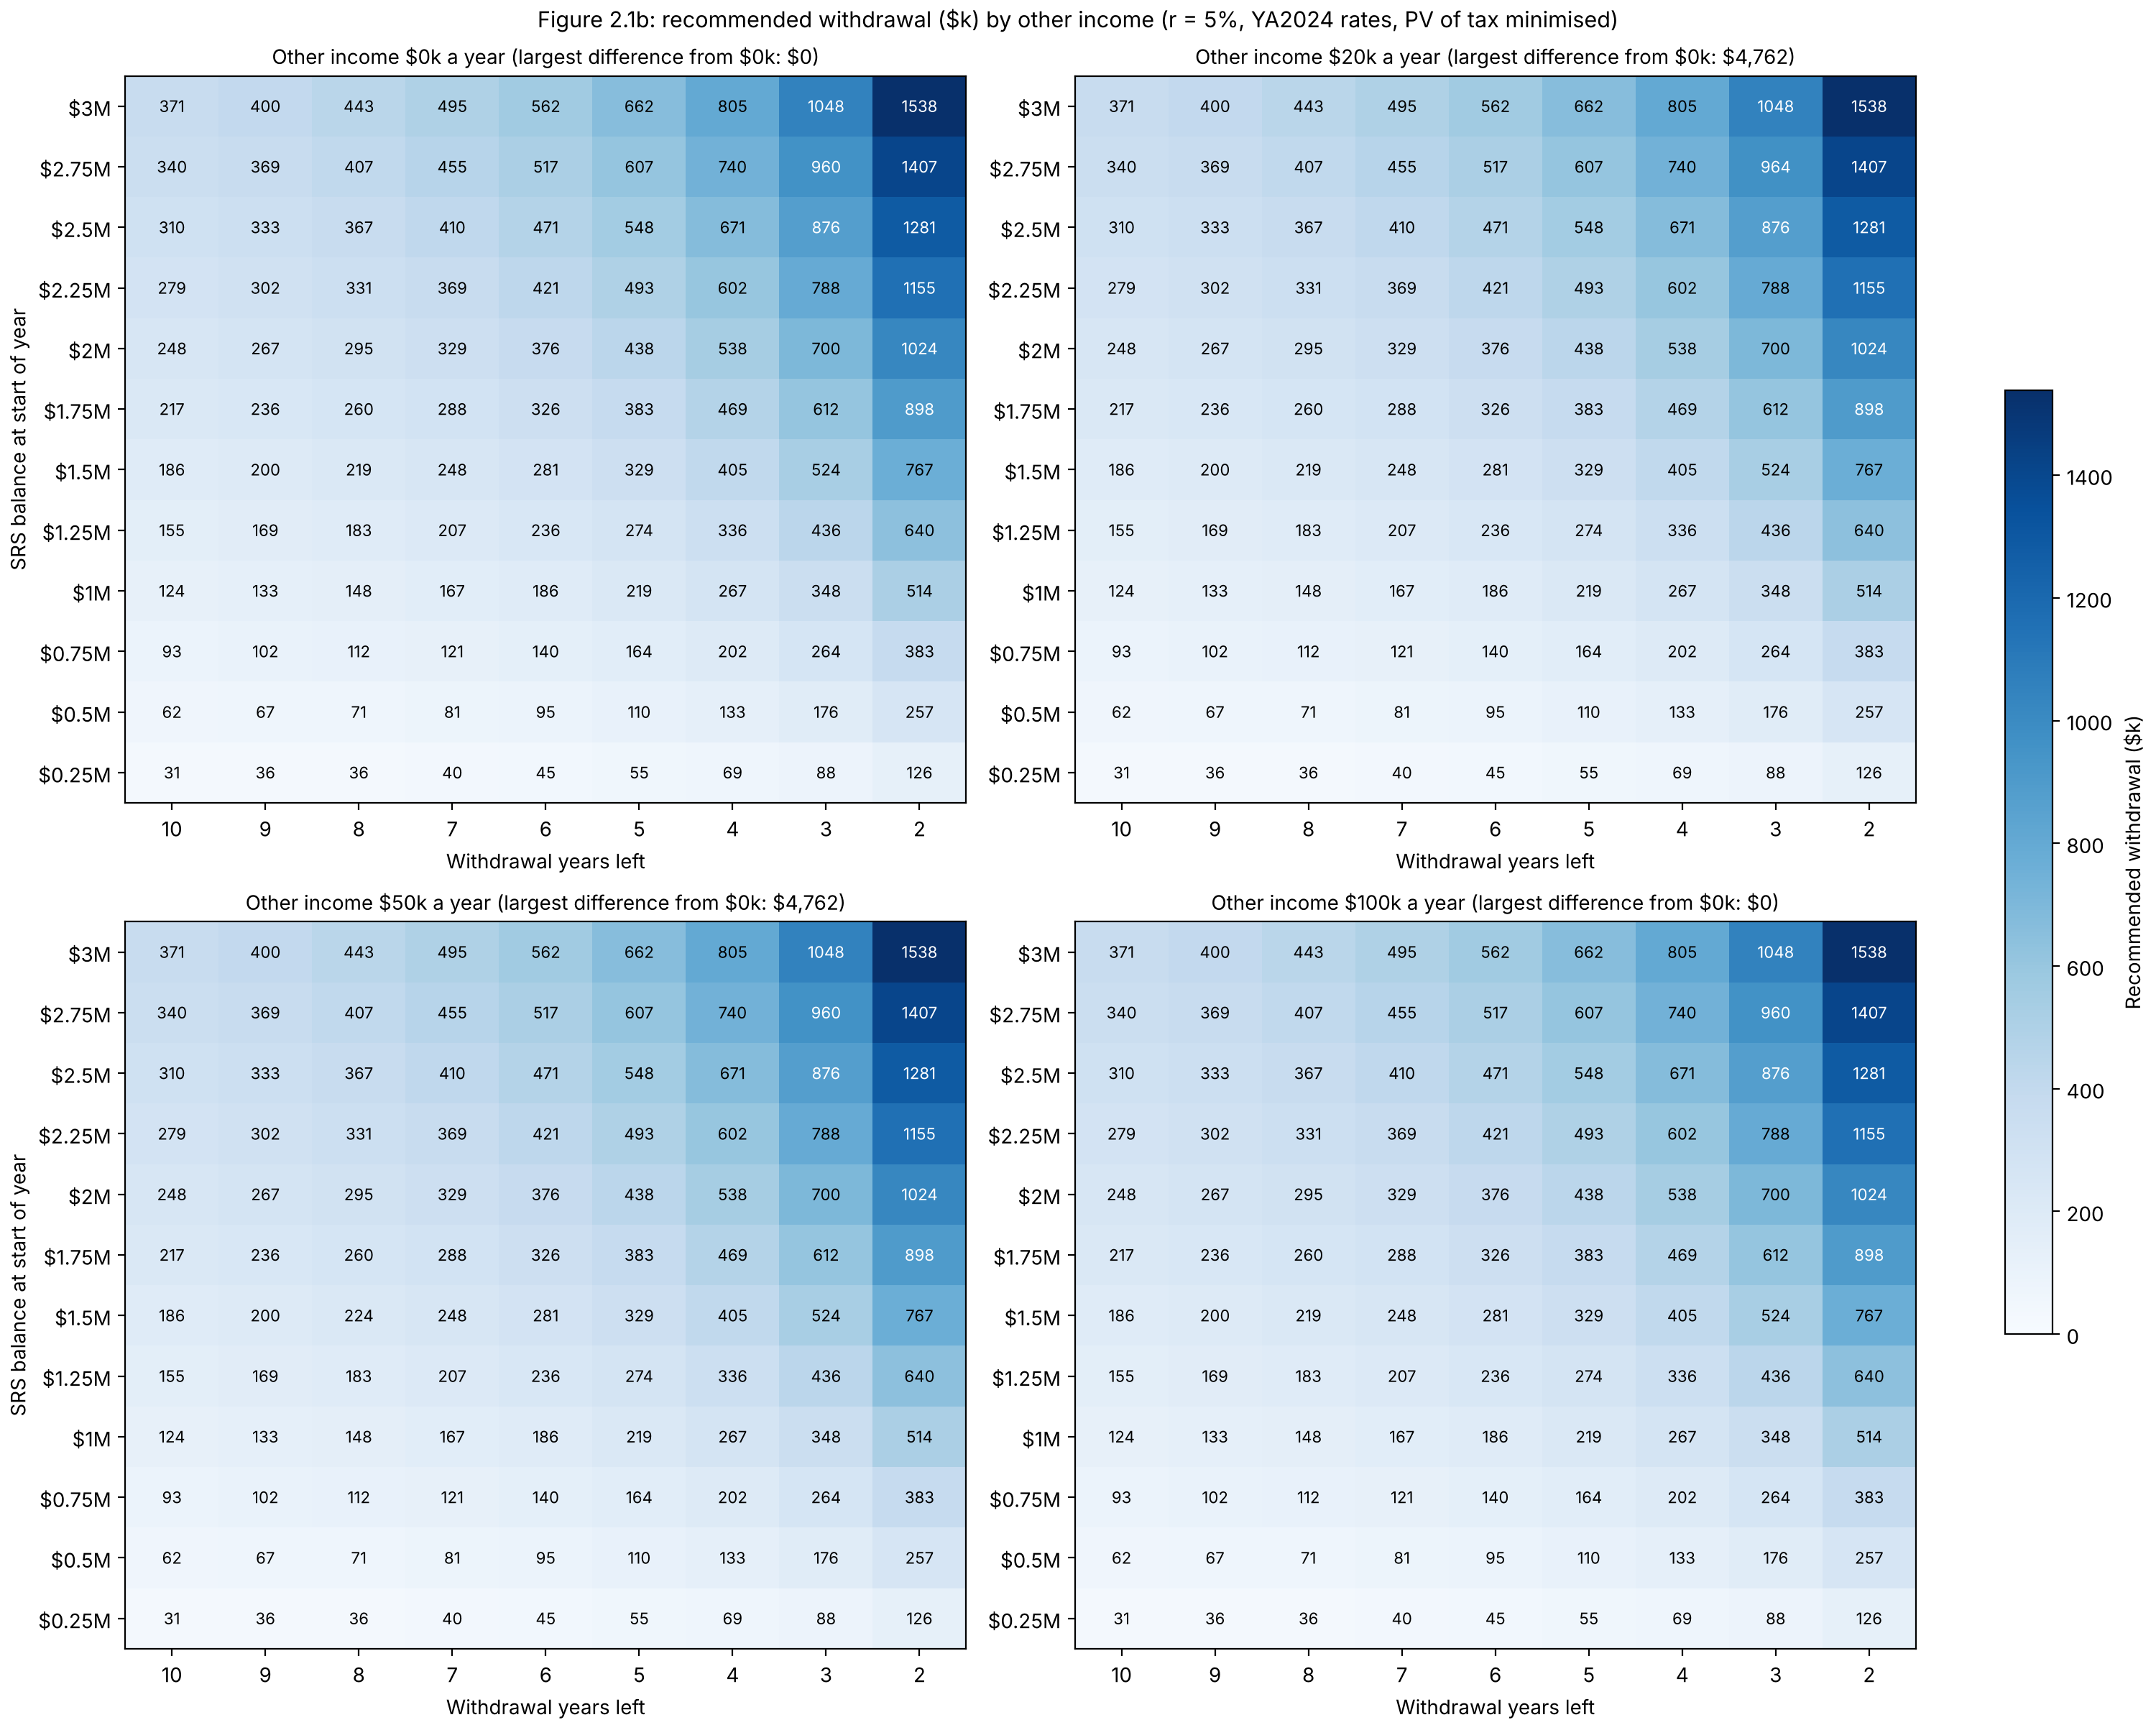 Figure 2.1b: recommended withdrawal ($k) by other income (r = 5%, YA2024 rates, PV of tax minimised)
Other income $0k a year (largest difference from $0k: $0)
SRS balance at start of year
$3M 371 400 443 495 562 662 805 1048 1538
$2.75M 340 369 407 455 517 607 740 960 1407
$2.5M 310 333 367 410 471 548 671 876 1281
$2.25M 279 302 331 369 421 493 602 788 1155
$2M 248 267 295 329 376 438 538 700 1024
$1.75M 217 236 260 288 326 383 469 612 898
$1.5M 186 200 219 248 281 329 405 524 767
$1.25M 155 169 183 207 236 274 336 436 640
$1M 124 133 148 167 186 219 267 348 514
$0.75M 93 102 112 121 140 164 202 264 383
$0.5M 62 67 71 81 95 110 133 176 257
$0.25M 31 36 36 40 45 55 69 88 126
10 9 8 7 6 5 4 3 2
Withdrawal years left
Other income $20k a year (largest difference from $0k: $4,762)
$3M 371 400 443 495 562 662 805 1048 1538
$2.75M 340 369 407 455 517 607 740 964 1407
$2.5M 310 333 367 410 471 548 671 876 1281
$2.25M 279 302 331 369 421 493 602 788 1155
$2M 248 267 295 329 376 438 538 700 1024
$1.75M 217 236 260 288 326 383 469 612 898
$1.5M 186 200 219 248 281 329 405 524 767
$1.25M 155 169 183 207 236 274 336 436 640
$1M 124 133 148 167 186 219 267 348 514
$0.75M 93 102 112 121 140 164 202 264 383
$0.5M 62 67 71 81 95 110 133 176 257
$0.25M 31 36 36 40 45 55 69 88 126
10 9 8 7 6 5 4 3 2
Withdrawal years left
Other income $50k a year (largest difference from $0k: $4,762)
SRS balance at start of year
$3M 371 400 443 495 562 662 805 1048 1538
$2.75M 340 369 407 455 517 607 740 960 1407
$2.5M 310 333 367 410 471 548 671 876 1281
$2.25M 279 302 331 369 421 493 602 788 1155
$2M 248 267 295 329 376 438 538 700 1024
$1.75M 217 236 260 288 326 383 469 612 898
$1.5M 186 200 224 248 281 329 405 524 767
$1.25M 155 169 183 207 236 274 336 436 640
$1M 124 133 148 167 186 219 267 348 514
$0.75M 93 102 112 121 140 164 202 264 383
$0.5M 62 67 71 81 95 110 133 176 257
$0.25M 31 36 36 40 45 55 69 88 126
10 9 8 7 6 5 4 3 2
Withdrawal years left
Other income $100k a year (largest difference from $0k: $0)
$3M 371 400 443 495 562 662 805 1048 1538
$2.75M 340 369 407 455 517 607 740 960 1407
$2.5M 310 333 367 410 471 548 671 876 1281
$2.25M 279 302 331 369 421 493 602 788 1155
$2M 248 267 295 329 376 438 538 700 1024
$1.75M 217 236 260 288 326 383 469 612 898
$1.5M 186 200 219 248 281 329 405 524 767
$1.25M 155 169 183 207 236 274 336 436 640
$1M 124 133 148 167 186 219 267 348 514
$0.75M 93 102 112 121 140 164 202 264 383
$0.5M 62 67 71 81 95 110 133 176 257
$0.25M 31 36 36 40 45 55 69 88 126
10 9 8 7 6 5 4 3 2
Withdrawal years left
1400
1200
1000
800
600
400
200
0
Recommended withdrawal ($k)